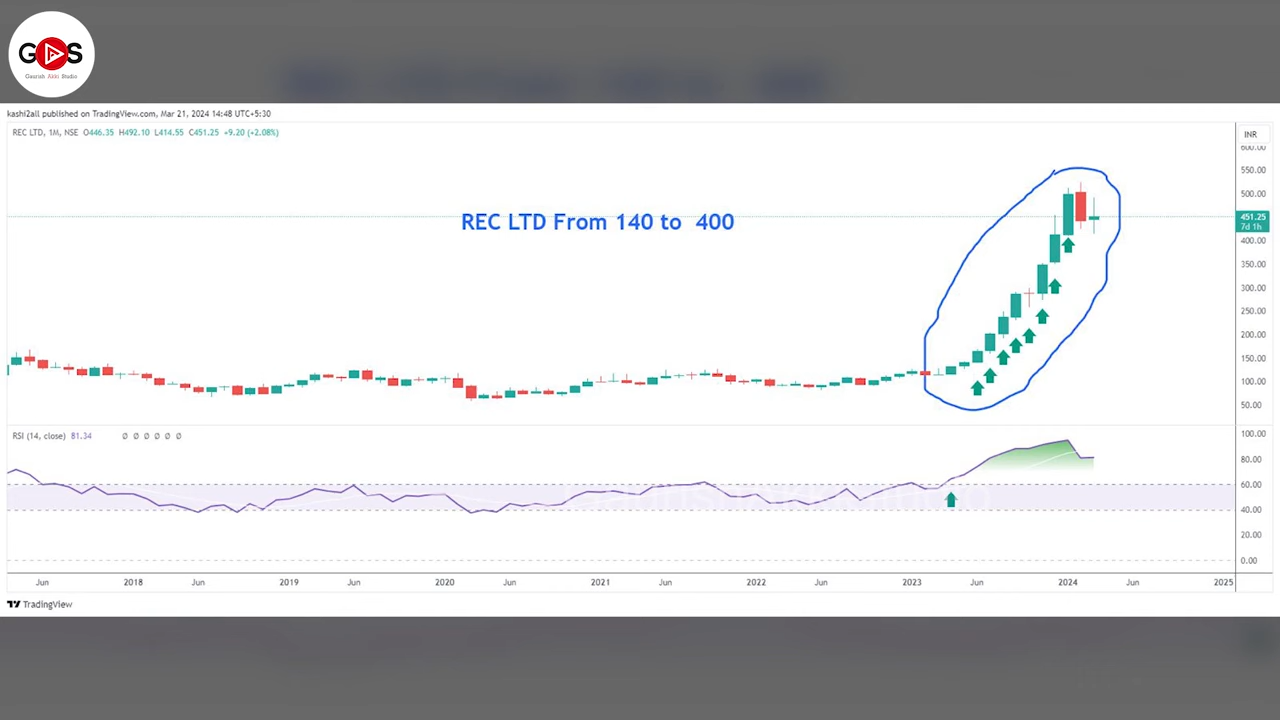 GAS
Gaurish Akki Studio
kashi2all published on TradingView.com, Mar 21, 2024 14:48 UTC+5:30
REC LTD, 1M, NSE O446.35 H492.10 L414.55 C451.25 +9.20 (+2.08%)
INR
600.00
550.00
500.00
REC LTD From 140 to 400
451.25
7d 1h
400.00
350.00
300.00
250.00
200.00
150.00
100.00
50.00
RSI (14, close) 81.34 Ø Ø Ø Ø Ø Ø
100.00
80.00
60.00
40.00
20.00
0.00
Jun 2018 Jun 2019 Jun 2020 Jun 2021 Jun 2022 Jun 2023 Jun 2024 Jun 2025
TradingView